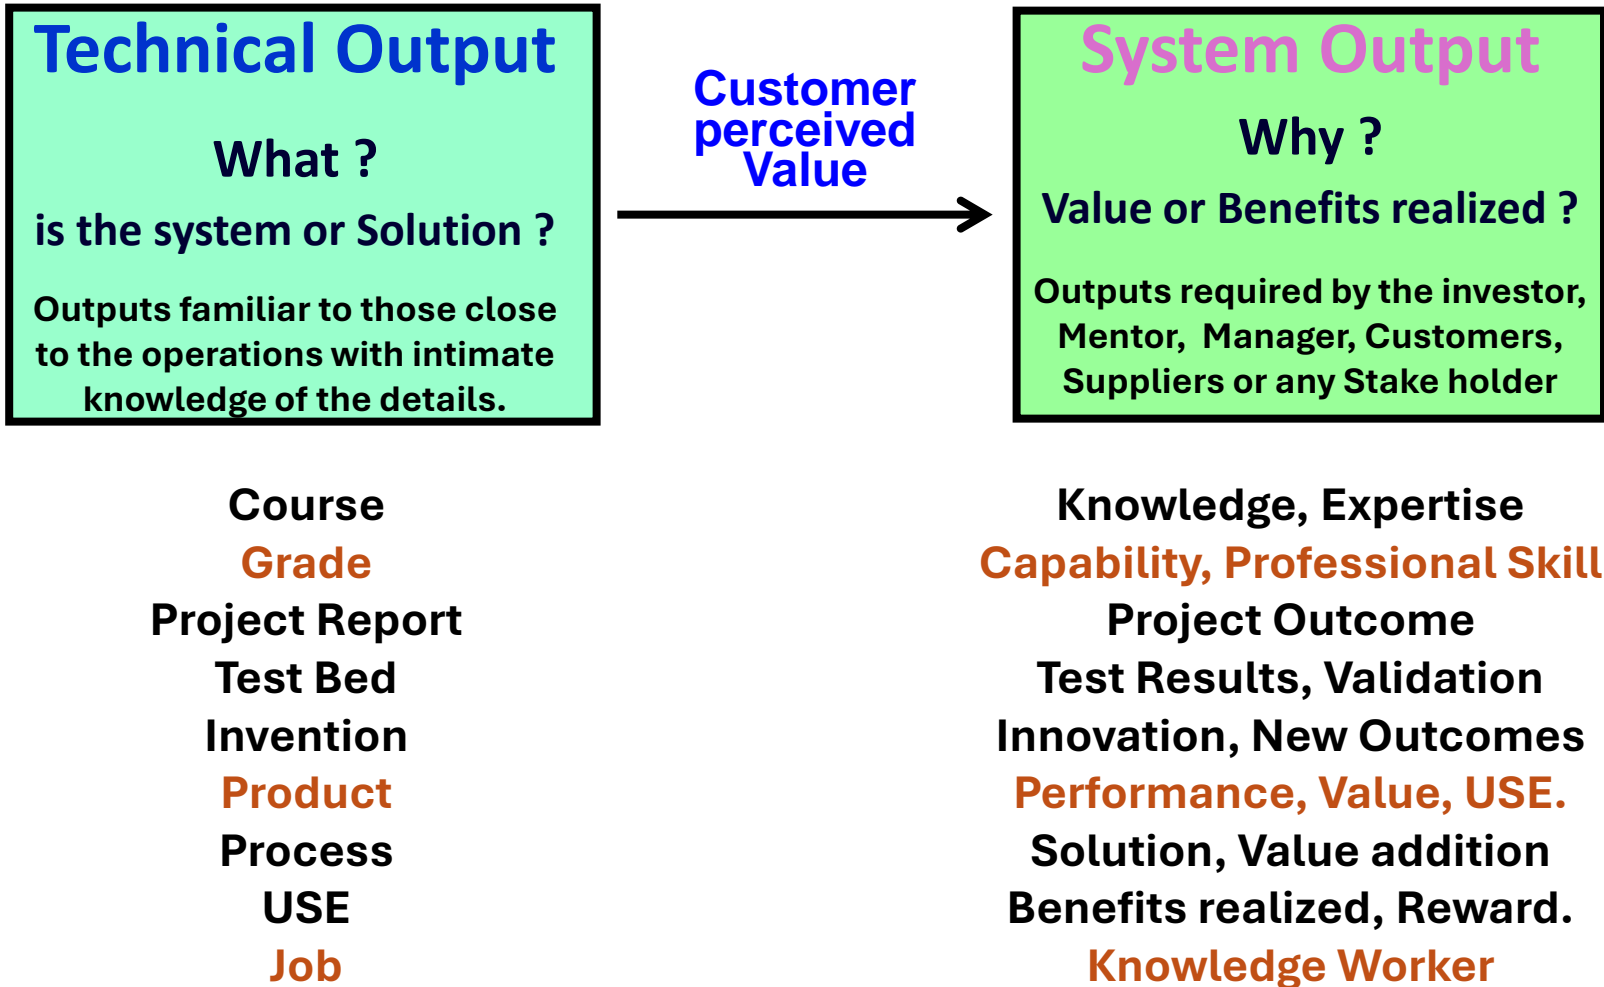 Technical Output
What ?
is the system or Solution ?
Outputs familiar to those close
to the operations with intimate
knowledge of the details.
Customer
perceived
Value
System Output
Why ?
Value or Benefits realized ?
Outputs required by the investor,
Mentor, Manager, Customers,
Suppliers or any Stake holder
Course
Grade
Project Report
Test Bed
Invention
Product
Process
USE
Job
Knowledge, Expertise
Capability, Professional Skill
Project Outcome
Test Results, Validation
Innovation, New Outcomes
Performance, Value, USE.
Solution, Value addition
Benefits realized, Reward.
Knowledge Worker